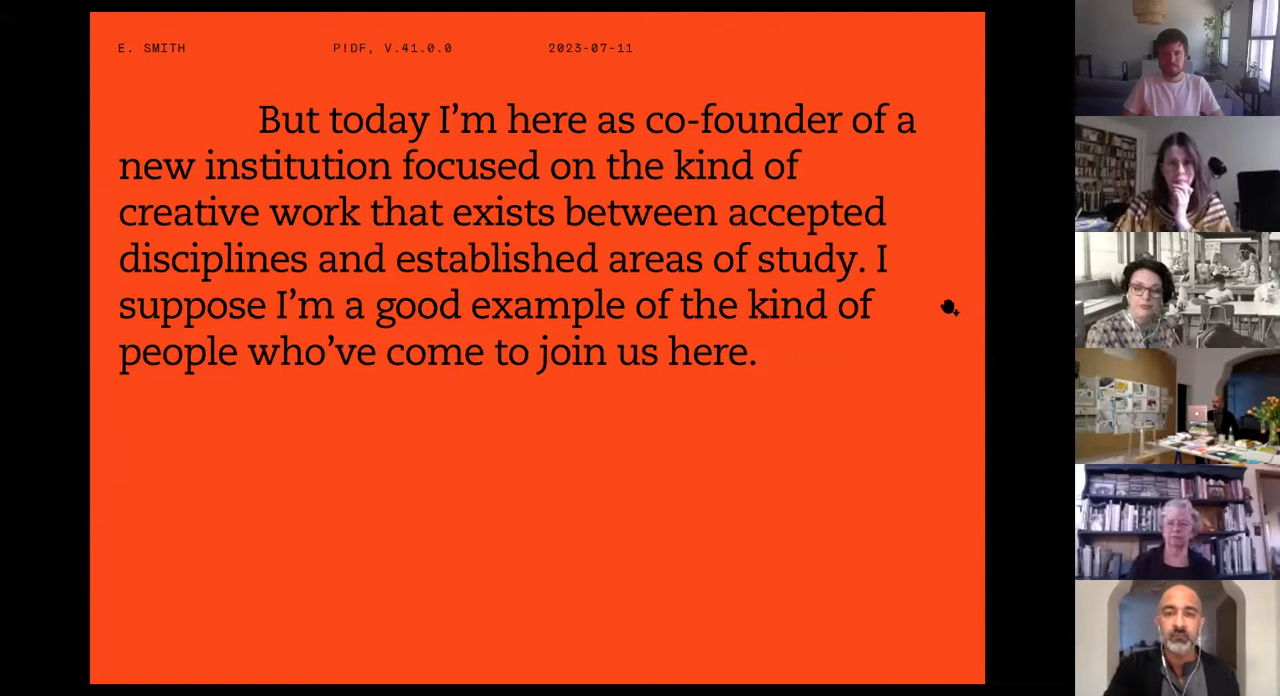 E. SMITH P!DF, V.41.0.0 2023-07-11
But today I’m here as co-founder of a
new institution focused on the kind of
creative work that exists between accepted
disciplines and established areas of study. I
suppose I’m a good example of the kind of
people who’ve come to join us here.